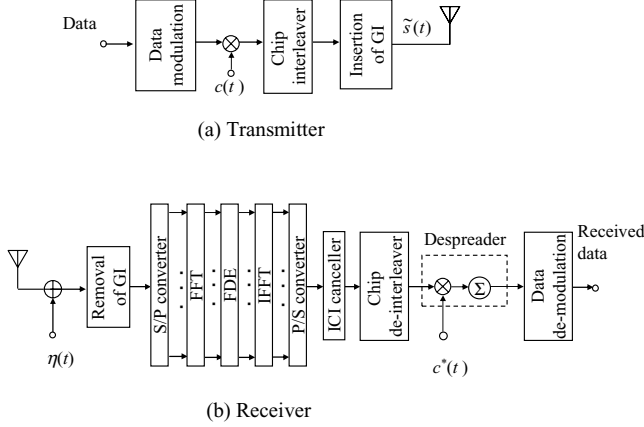 Data
Data
modulation
c(t)
Chip
interleaver
Insertion
of GI
s̃(t)
(a) Transmitter
η(t)
Removal
of GI
S/P converter
FFT
FDE
IFFT
P/S converter
ICI canceller
Chip
de-interleaver
Despreader
Σ
c*(t)
Data
de-modulation
Received
data
(b) Receiver